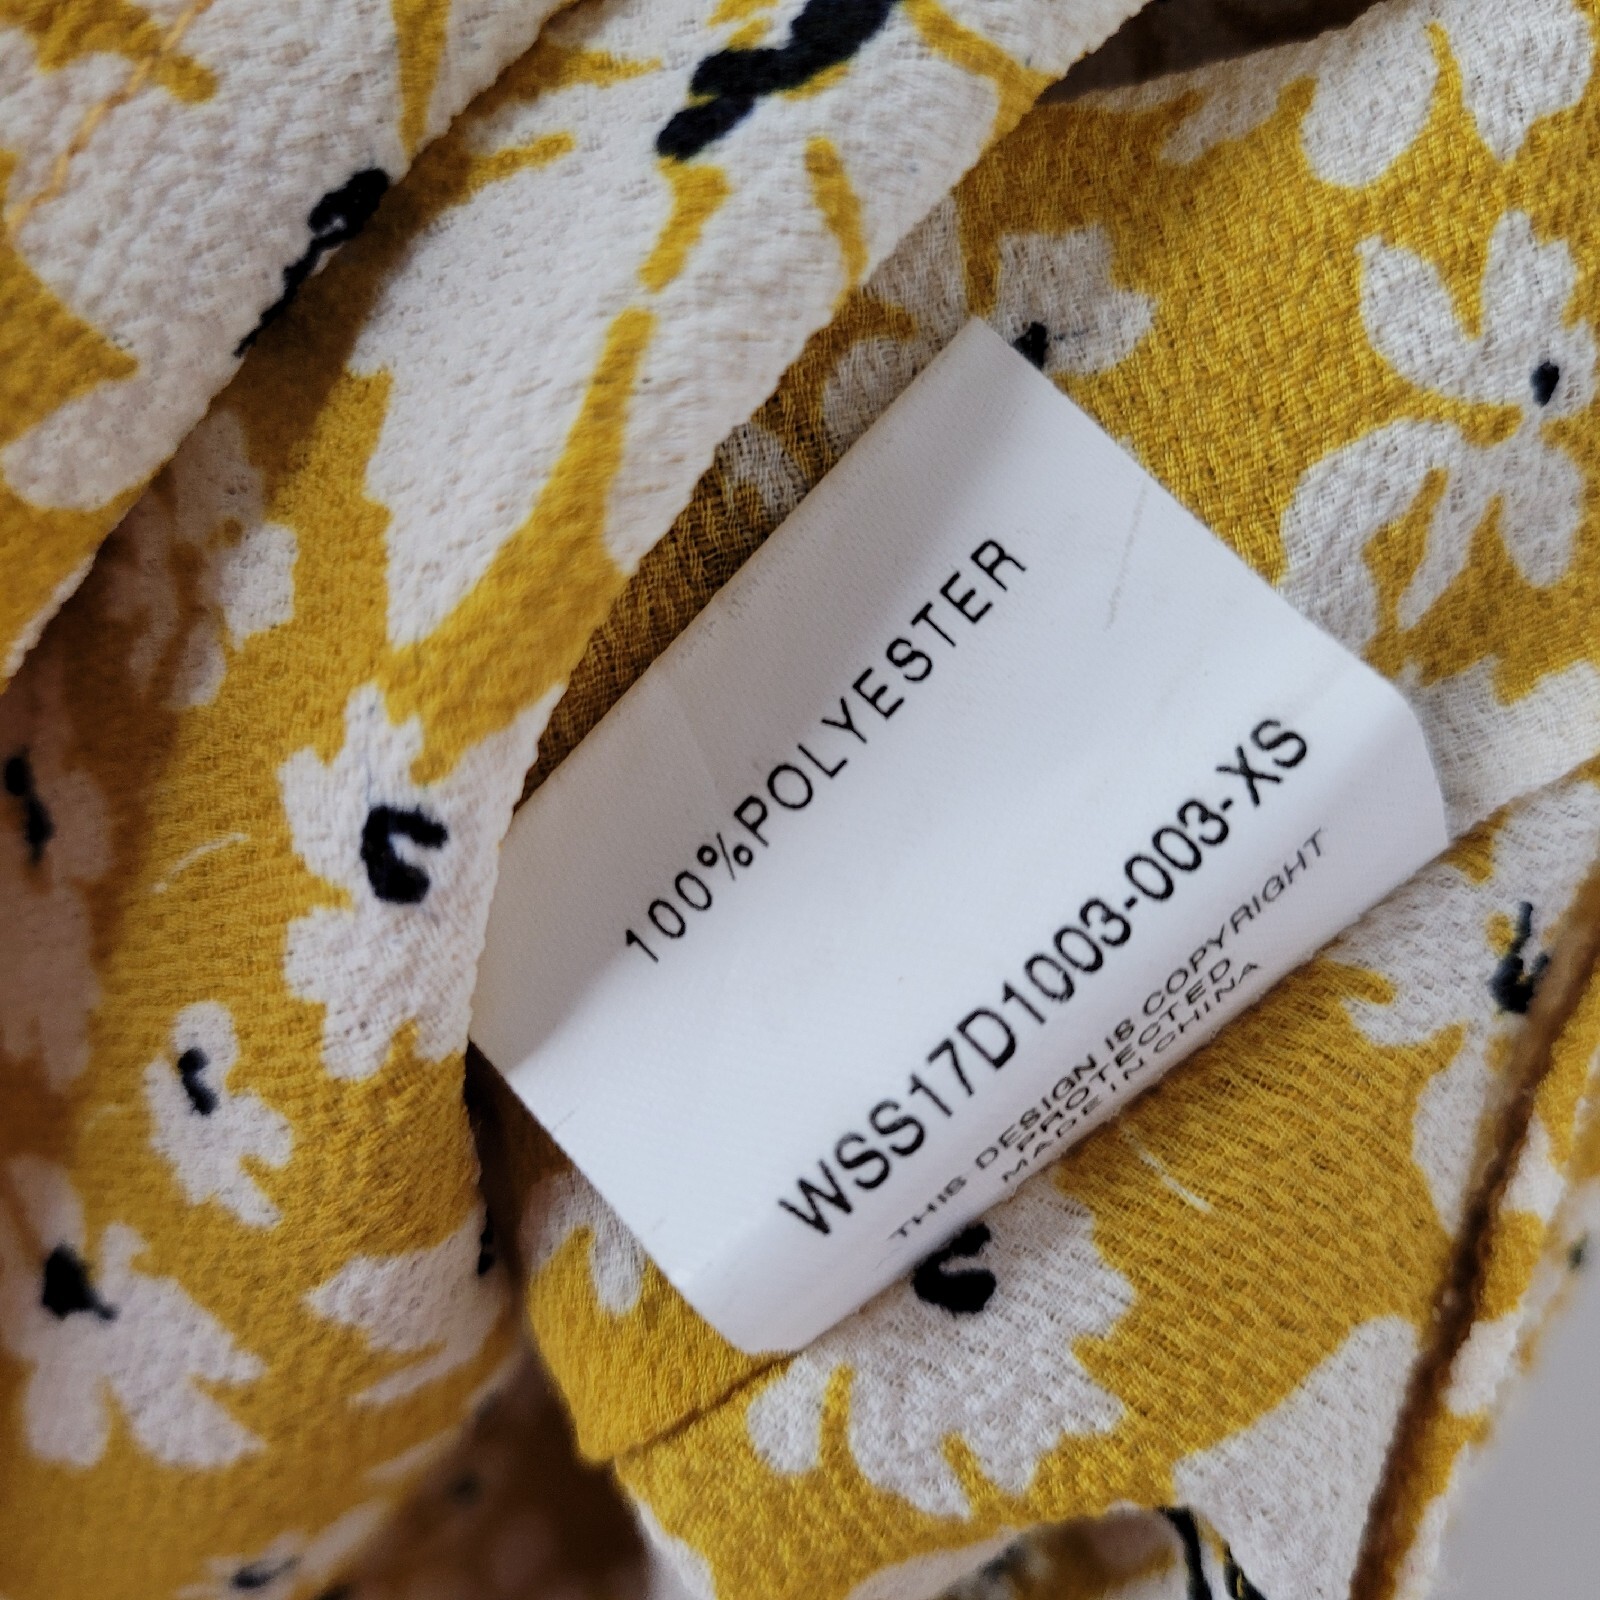 100%POLYESTER
WSS17D1003-003-XS
THIS DESIGN IS COPYRIGHT
PROTECTED
MADE IN CHINA